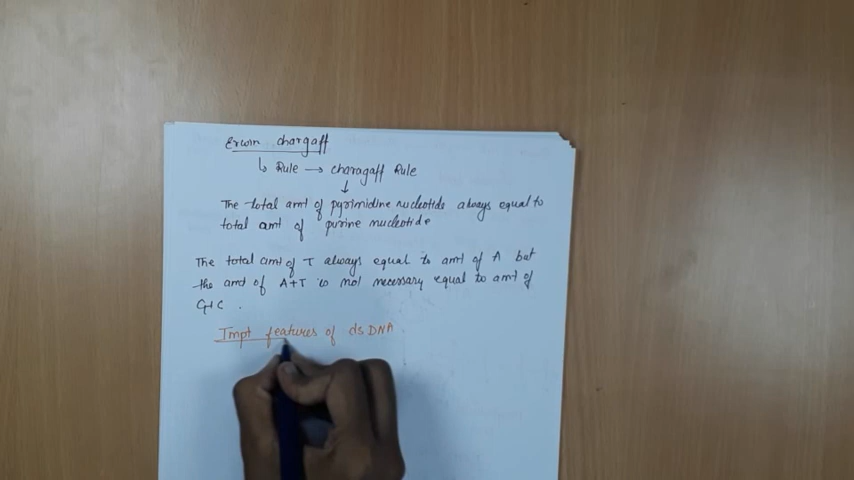 Erwin chargaff
↳ Rule → charagaff Rule
↓
The total amt of pyrimidine nucleotide always equal to
total amt of purine nucleotide
The total amt of T always equal to amt of A but
the amt of A+T is not necessary equal to amt of
G+C .
Impt features of ds DNA